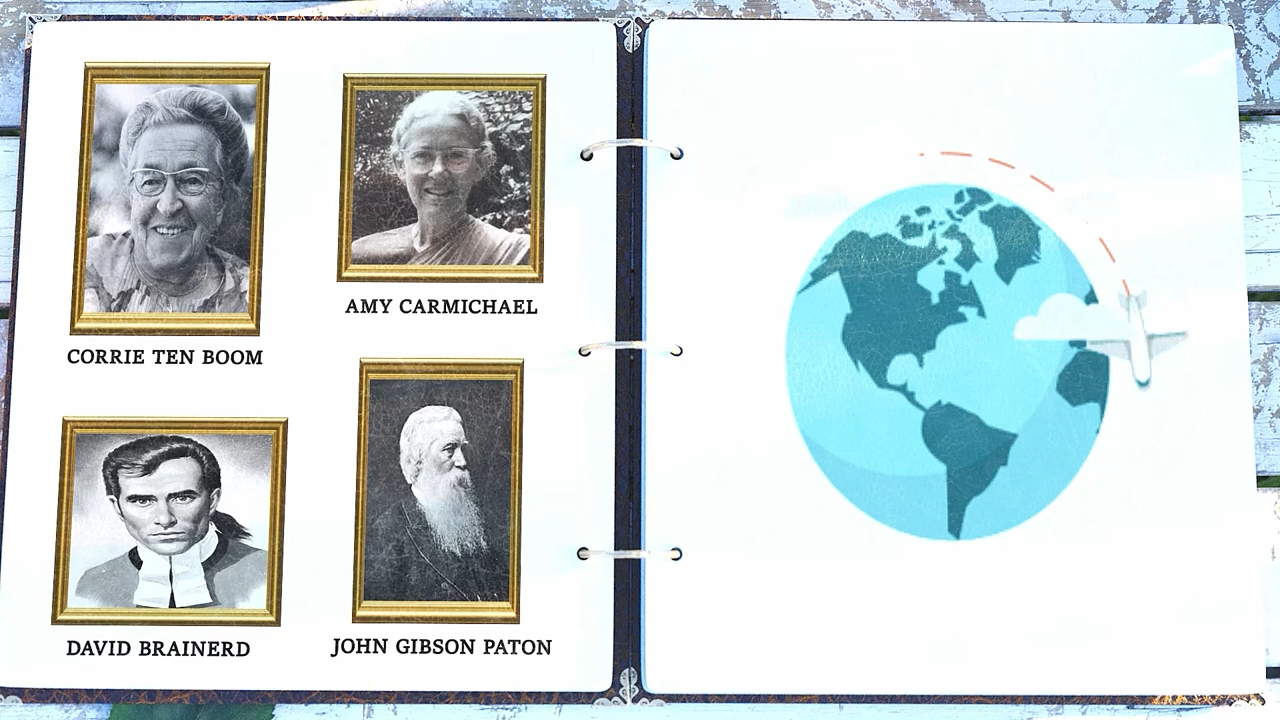 CORRIE TEN BOOM
AMY CARMICHAEL
DAVID BRAINERD
JOHN GIBSON PATON